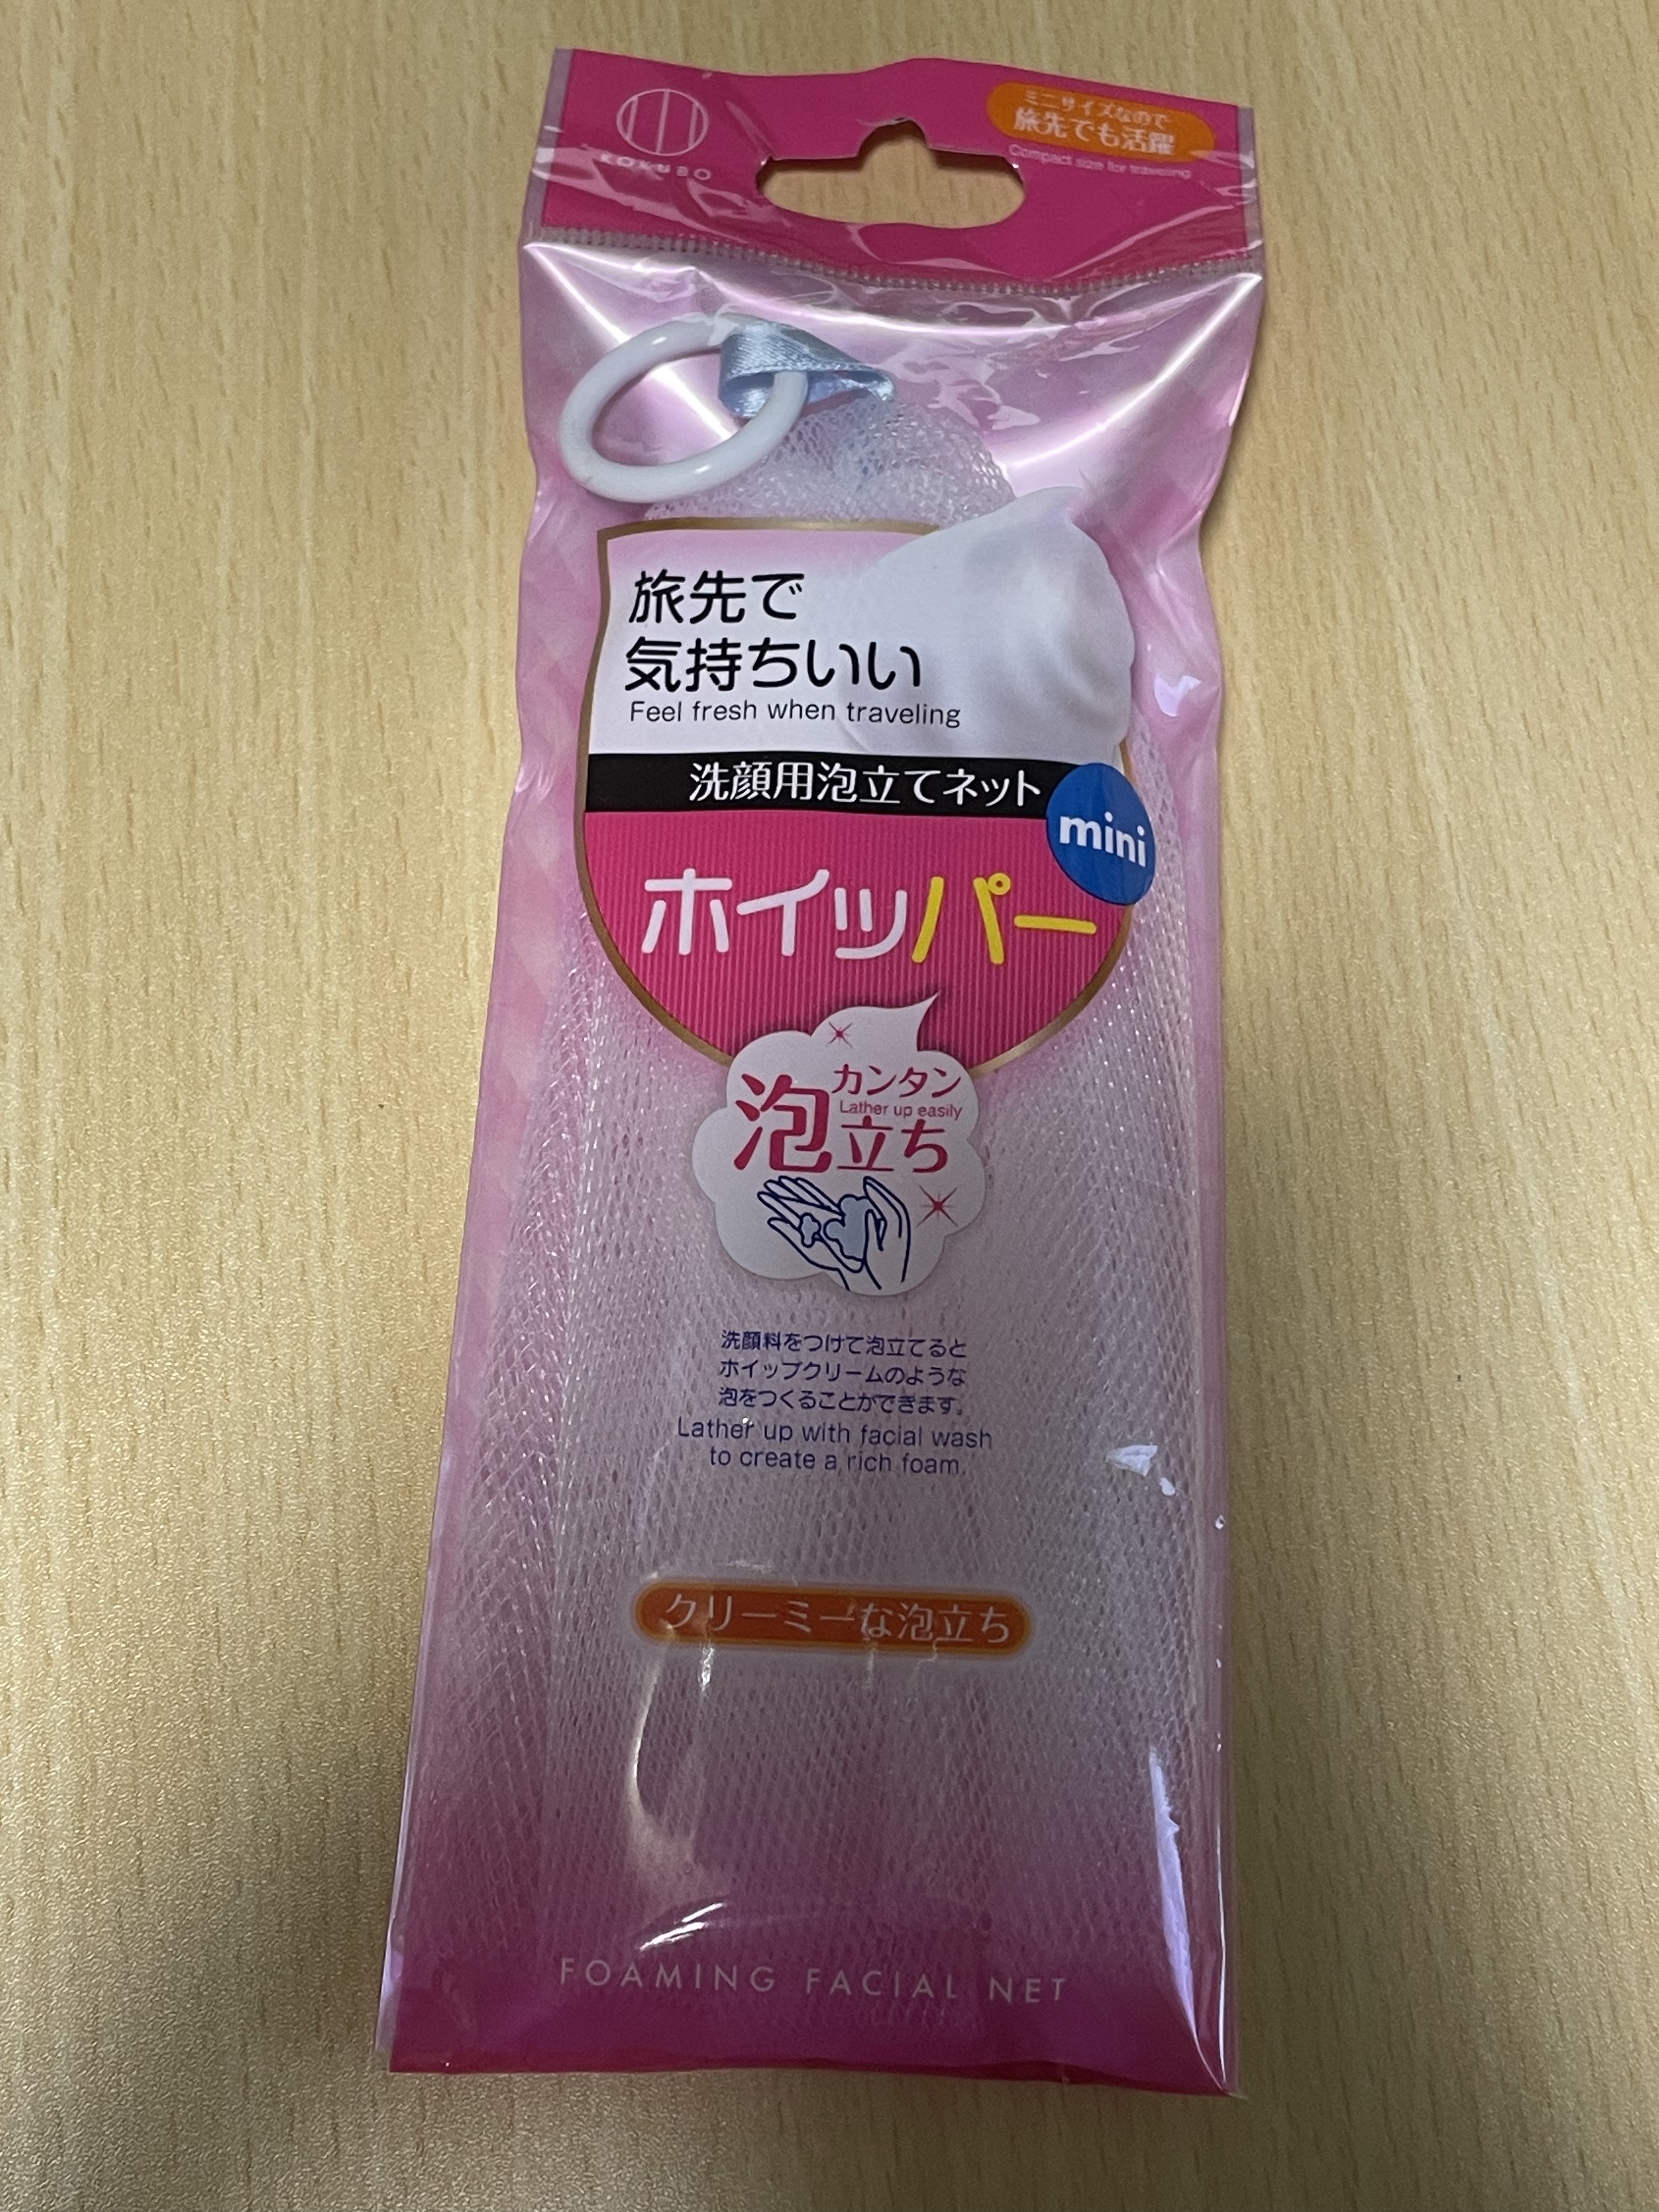 KOKUBO
ミニサイズなので
旅先でも活躍
Compact size for traveling
旅先で
気持ちいい
Feel fresh when traveling
洗顔用泡立てネット
mini
ホイッパー
カンタン
Lather up easily
泡立ち
洗顔料をつけて泡立てると
ホイップクリームのような
泡をつくることができます。
Lather up with facial wash
to create a rich foam.
クリーミーな泡立ち
FOAMING FACIAL NET